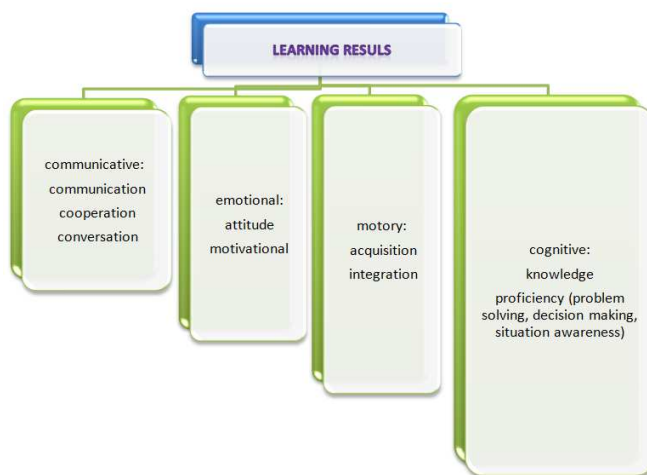 LEARNING RESULS
communicative:
communication
cooperation
conversation
emotional:
attitude
motivational
motory:
acquisition
integration
cognitive:
knowledge
proficiency (problem
solving, decision making,
situation awareness)